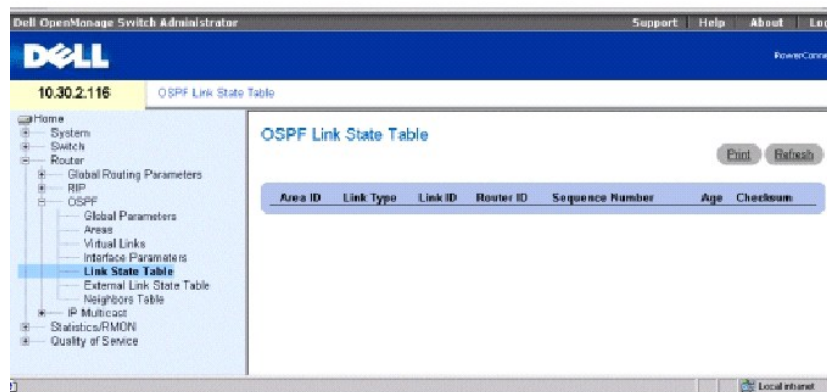 Dell OpenManage Switch Administrator Support Help About
DELL
10.30.2.116 OSPF Link State Table
Home
System
Switch
Router
Global Routing Parameters
RIP
OSPF
Global Parameters
Areas
Virtual Links
Interface Parameters
Link State Table
External Link State Table
Neighbors Table
IP Multicast
Statistics/RMON
Quality of Service
OSPF Link State Table
Print Refresh
Area ID Link Type Link ID Router ID Sequence Number Age Checksum
Local intranet